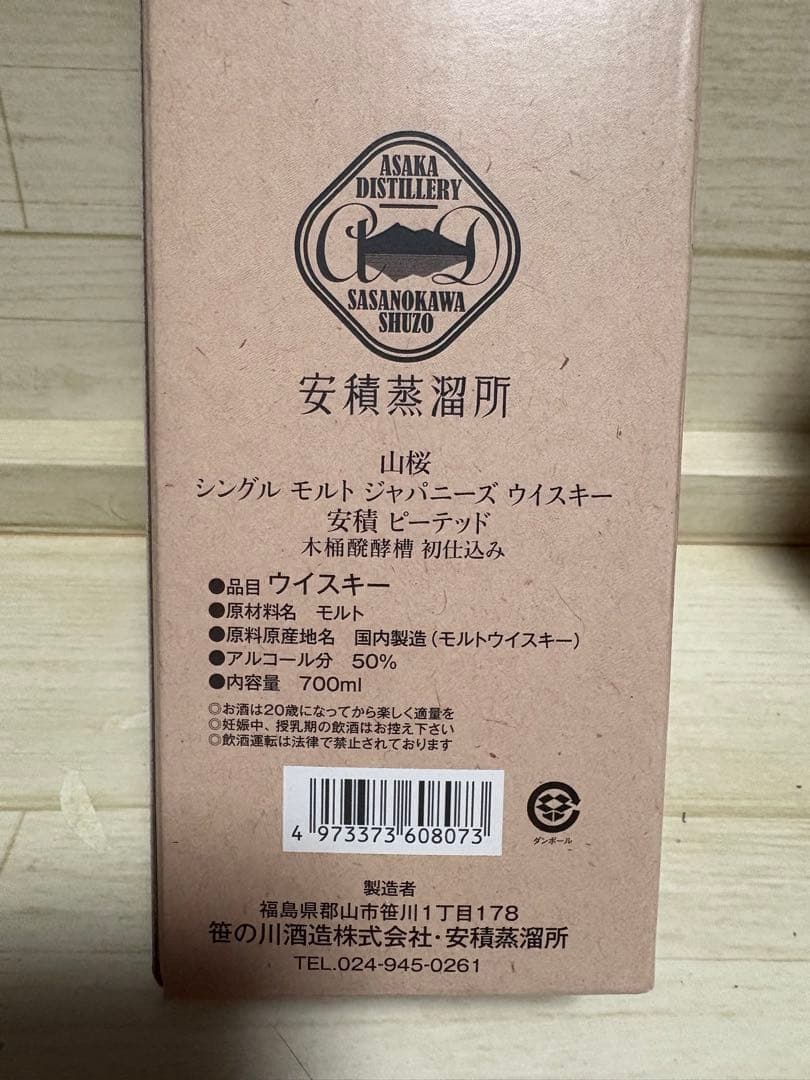 ASAKA
DISTILLERY
a D
SASANOKAWA
SHUZO
安積蒸溜所
山桜
シングル モルト ジャパニーズ ウイスキー
安積 ピーテッド
木桶醗酵槽 初仕込み
●品目 ウイスキー
●原材料名 モルト
●原料原産地名 国内製造(モルトウイスキー)
●アルコール分 50%
●内容量 700ml
◎お酒は20歳になってから楽しく適量を
◎妊娠中、授乳期の飲酒はお控え下さい
◎飲酒運転は法律で禁止されております
4 973373 608073
ダンボール
製造者
福島県郡山市笹川1丁目178
笹の川酒造株式会社・安積蒸溜所
TEL.024-945-0261